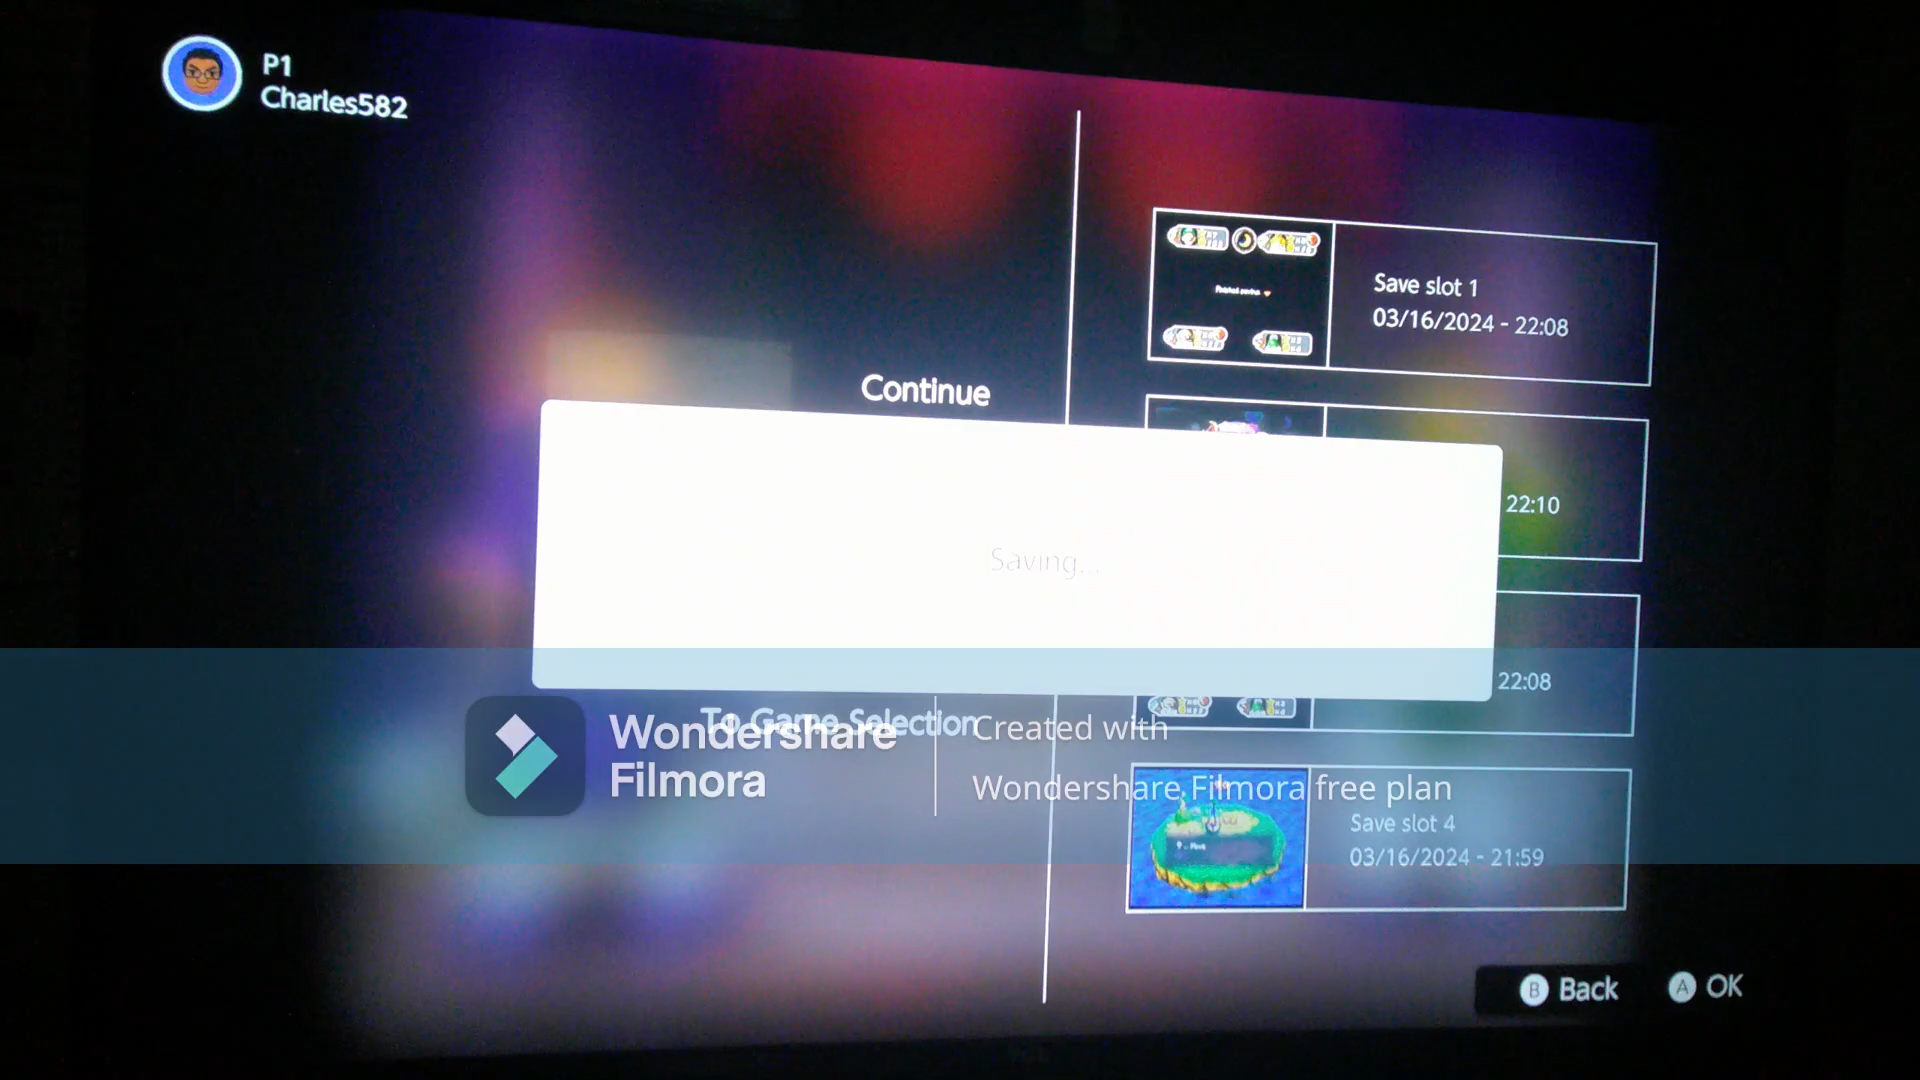 P1
Charles582
Continue
Save slot 1
03/16/2024 - 22:08
22:10
Saving...
22:08
To Game Selection
Wondershare
Filmora
Created with
Wondershare Filmora free plan
Save slot 4
03/16/2024 - 21:59
B Back
A OK